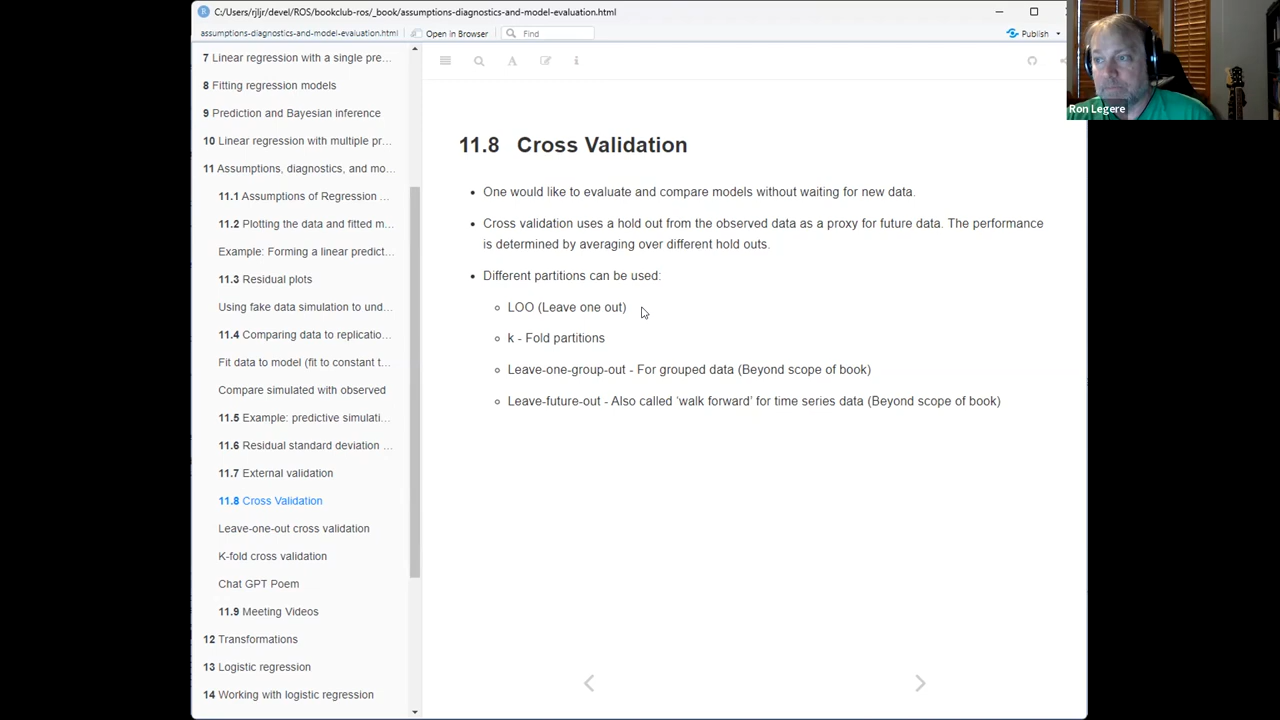 C:/Users/rjljr/devel/ROS/bookclub-ros/_book/assumptions-diagnostics-and-model-evaluation.html
assumptions-diagnostics-and-model-evaluation.html
Open in Browser
Find
Publish
7 Linear regression with a single pre...
8 Fitting regression models
9 Prediction and Bayesian inference
10 Linear regression with multiple pr...
11 Assumptions, diagnostics, and mo...
11.1 Assumptions of Regression ...
11.2 Plotting the data and fitted m...
Example: Forming a linear predict...
11.3 Residual plots
Using fake data simulation to und...
11.4 Comparing data to replicatio...
Fit data to model (fit to constant t...
Compare simulated with observed
11.5 Example: predictive simulati...
11.6 Residual standard deviation ...
11.7 External validation
11.8 Cross Validation
Leave-one-out cross validation
K-fold cross validation
Chat GPT Poem
11.9 Meeting Videos
12 Transformations
13 Logistic regression
14 Working with logistic regression
11.8 Cross Validation
• One would like to evaluate and compare models without waiting for new data.
• Cross validation uses a hold out from the observed data as a proxy for future data. The performance
is determined by averaging over different hold outs.
• Different partitions can be used:
◦ LOO (Leave one out)
◦ k - Fold partitions
◦ Leave-one-group-out - For grouped data (Beyond scope of book)
◦ Leave-future-out - Also called ‘walk forward’ for time series data (Beyond scope of book)
Ron Legere